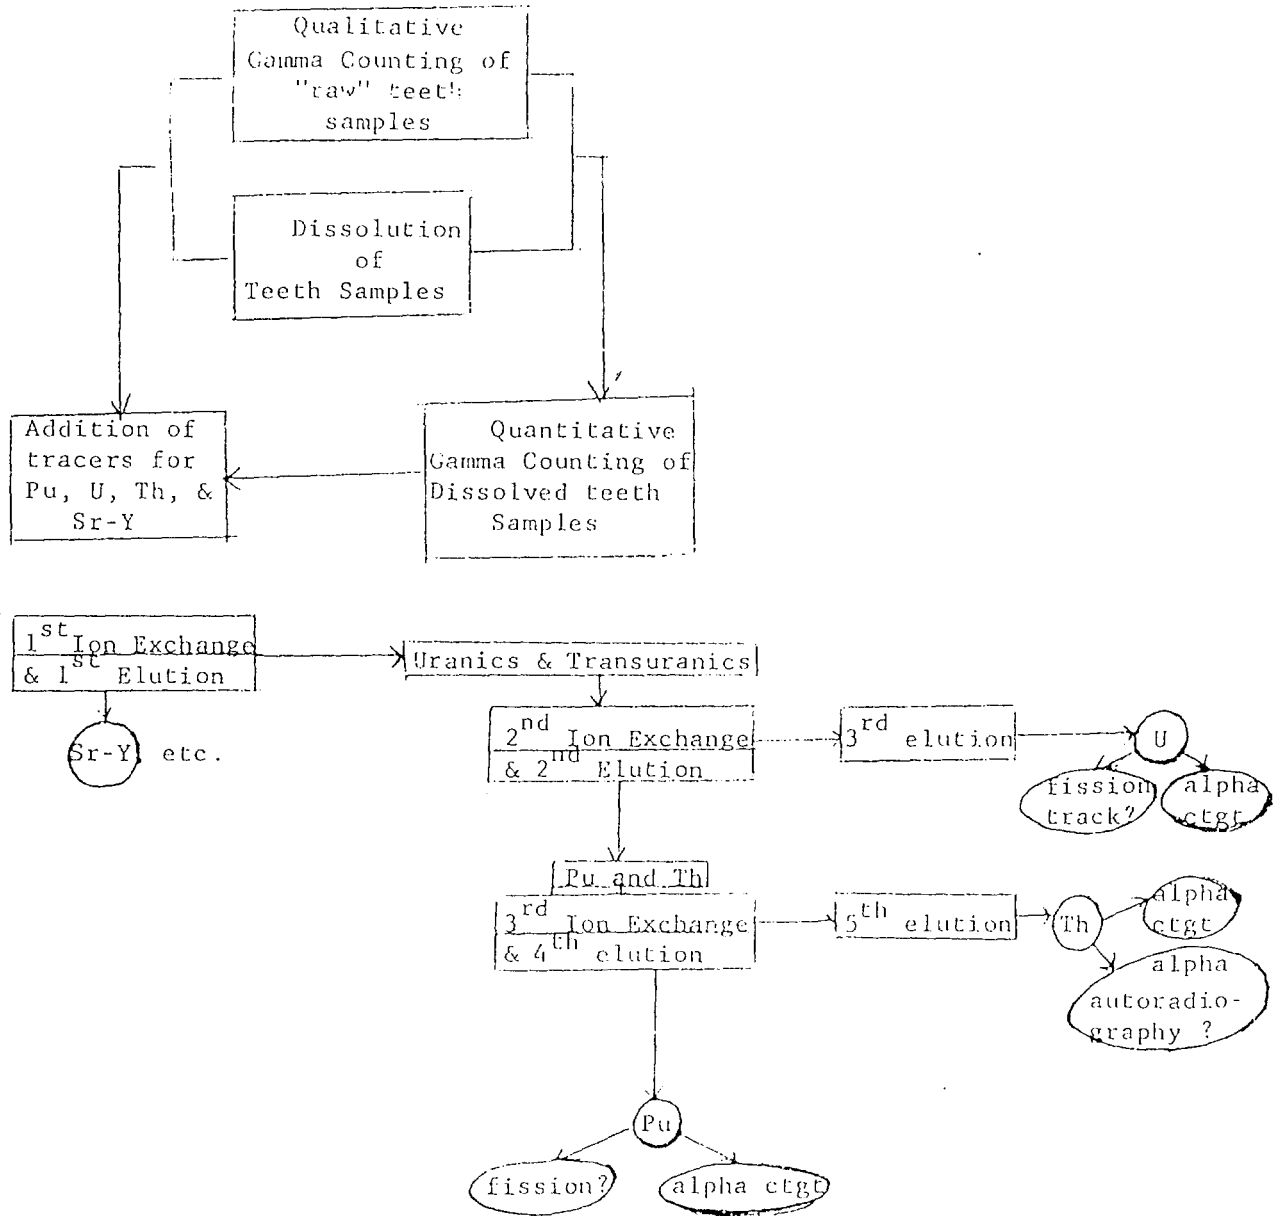 Qualitative
Gamma Counting of
"raw" teeth
samples
Dissolution
of
Teeth Samples
Addition of
tracers for
Pu, U, Th, &
Sr-Y
Quantitative
Gamma Counting of
Dissolved teeth
Samples
1st Ion Exchange
& 1st Elution
Uranics & Transuranics
Sr-Y etc.
2nd Ion Exchange
& 2nd Elution
3rd elution
U
fission
track?
alpha
ctgt
Pu and Th
3rd Ion Exchange
& 4th elution
5th elution
Th
alpha
ctgt
alpha
autoradio-
graphy ?
Pu
fission?
alpha ctgt